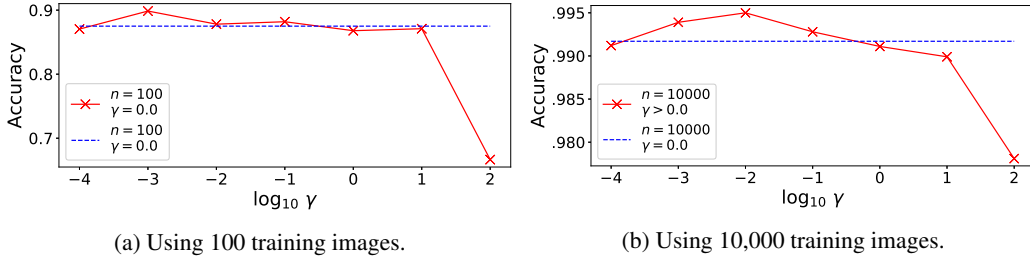 0.9
0.8
0.7
Accuracy
n = 100
γ = 0.0
n = 100
γ = 0.0
−4 −3 −2 −1 0 1 2
log₁₀ γ
(a) Using 100 training images.
.995
.990
.985
.980
Accuracy
n = 10000
γ > 0.0
n = 10000
γ = 0.0
−4 −3 −2 −1 0 1 2
log₁₀ γ
(b) Using 10,000 training images.